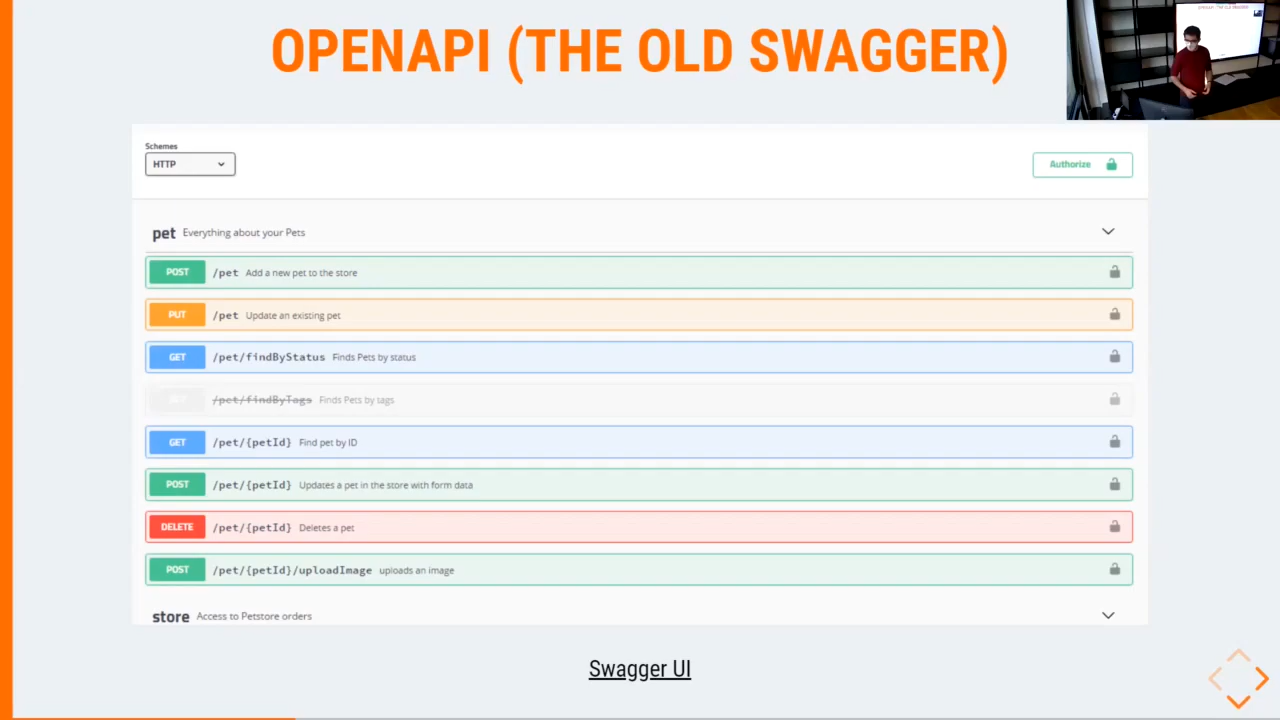 OPENAPI (THE OLD SWAGGER)
Schemes
HTTP
Authorize
pet Everything about your Pets
POST /pet Add a new pet to the store
PUT /pet Update an existing pet
GET /pet/findByStatus Finds Pets by status
/pet/findByTags Finds Pets by tags
GET /pet/{petId} Find pet by ID
POST /pet/{petId} Updates a pet in the store with form data
DELETE /pet/{petId} Deletes a pet
POST /pet/{petId}/uploadImage uploads an image
store Access to Petstore orders
Swagger UI